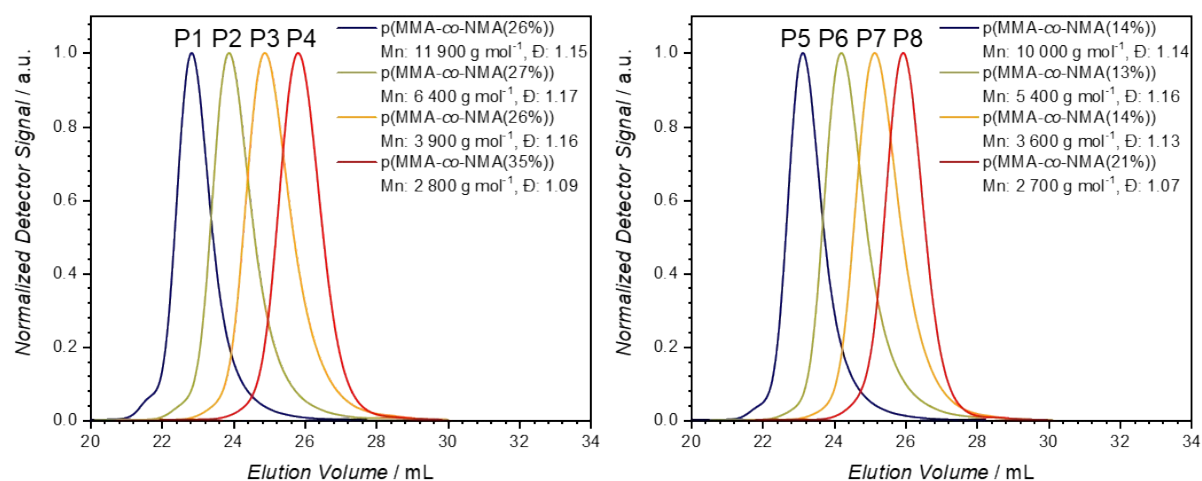 P1 P2 P3 P4
p(MMA-co-NMA(26%))
Mn: 11 900 g mol⁻¹, Đ: 1.15
p(MMA-co-NMA(27%))
Mn: 6 400 g mol⁻¹, Đ: 1.17
p(MMA-co-NMA(26%))
Mn: 3 900 g mol⁻¹, Đ: 1.16
p(MMA-co-NMA(35%))
Mn: 2 800 g mol⁻¹, Đ: 1.09
Normalized Detector Signal / a.u.
1.0
0.8
0.6
0.4
0.2
0.0
20 22 24 26 28 30 32 34
Elution Volume / mL
P5 P6 P7 P8
p(MMA-co-NMA(14%))
Mn: 10 000 g mol⁻¹, Đ: 1.14
p(MMA-co-NMA(13%))
Mn: 5 400 g mol⁻¹, Đ: 1.16
p(MMA-co-NMA(14%))
Mn: 3 600 g mol⁻¹, Đ: 1.13
p(MMA-co-NMA(21%))
Mn: 2 700 g mol⁻¹, Đ: 1.07
Normalized Detector Signal / a.u.
1.0
0.8
0.6
0.4
0.2
0.0
20 22 24 26 28 30 32 34
Elution Volume / mL